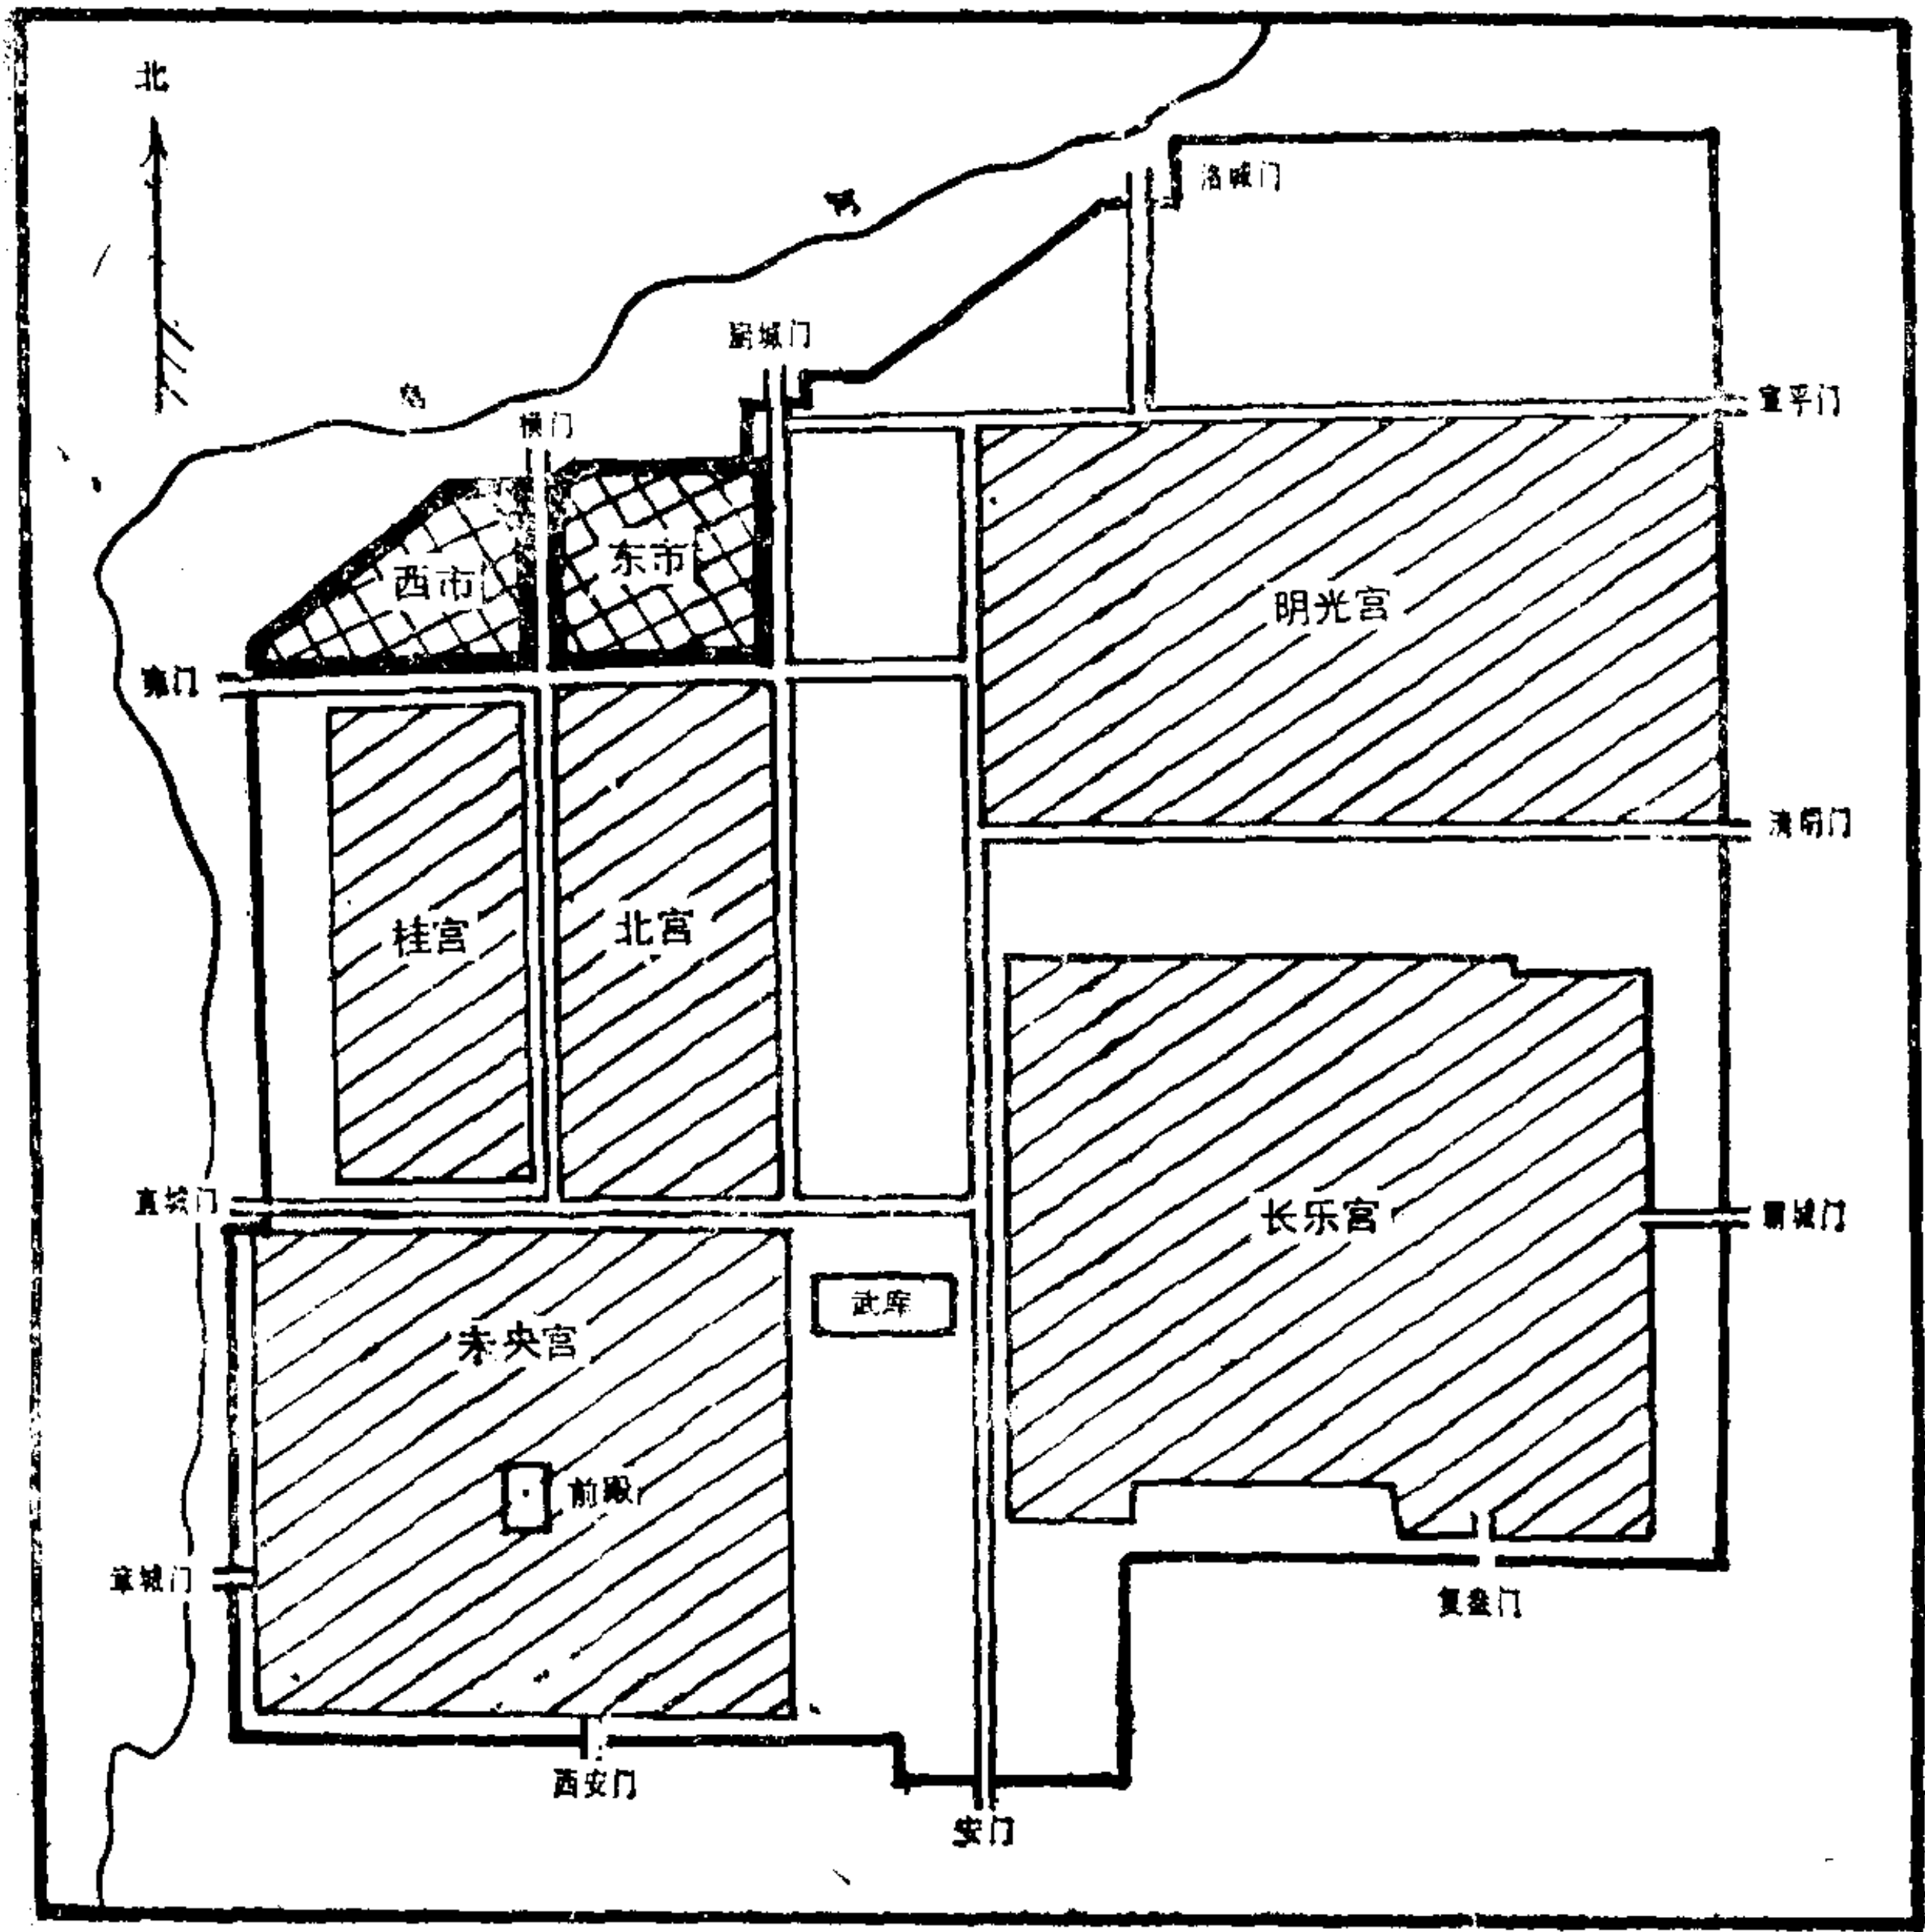 北
洛城门
厨城门
宣平门
横门
东市
西市
明光宫
雍门
清明门
桂宫
北宫
直城门
长乐宫
霸城门
武库
未央宫
前殿
章城门
复盎门
西安门
安门